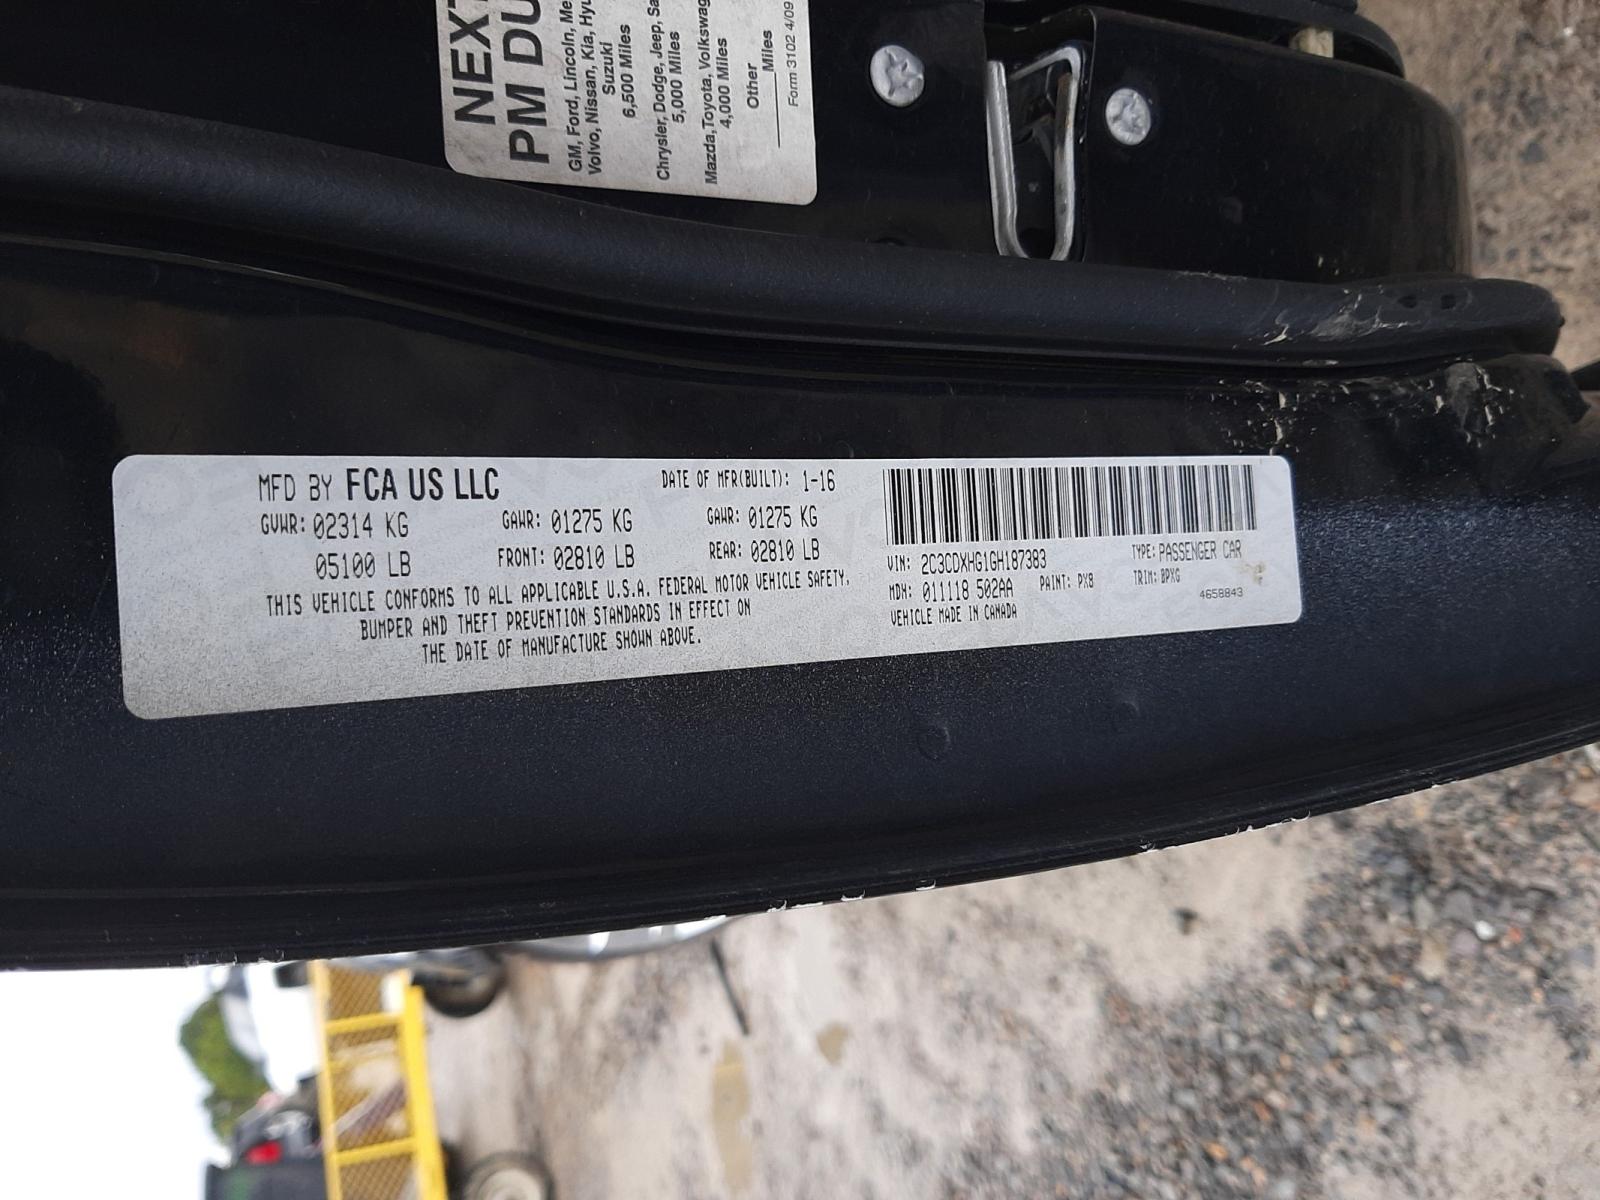 NEXT
PM DU
GM, Ford, Lincoln, Me
Volvo, Nissan, Kia, Hyu
Suzuki
6,500 Miles
Chrysler, Dodge, Jeep, Sa
5,000 Miles
Mazda,Toyota, Volkswag
4,000 Miles
Other
Miles
Form 3102 4/09
MFD BY FCA US LLC
DATE OF MFR(BUILT): 1-16
GVWR: 02314 KG
GAWR: 01275 KG
GAWR: 01275 KG
05100 LB
FRONT: 02810 LB
REAR: 02810 LB
THIS VEHICLE CONFORMS TO ALL APPLICABLE U.S.A. FEDERAL MOTOR VEHICLE SAFETY,
BUMPER AND THEFT PREVENTION STANDARDS IN EFFECT ON
THE DATE OF MANUFACTURE SHOWN ABOVE.
VIN: 2C3CDXHG1GH187383
TYPE: PASSENGER CAR
MDH: 011118 502AA
PAINT: PX8
TRIM: BPXG
VEHICLE MADE IN CANADA
4658843